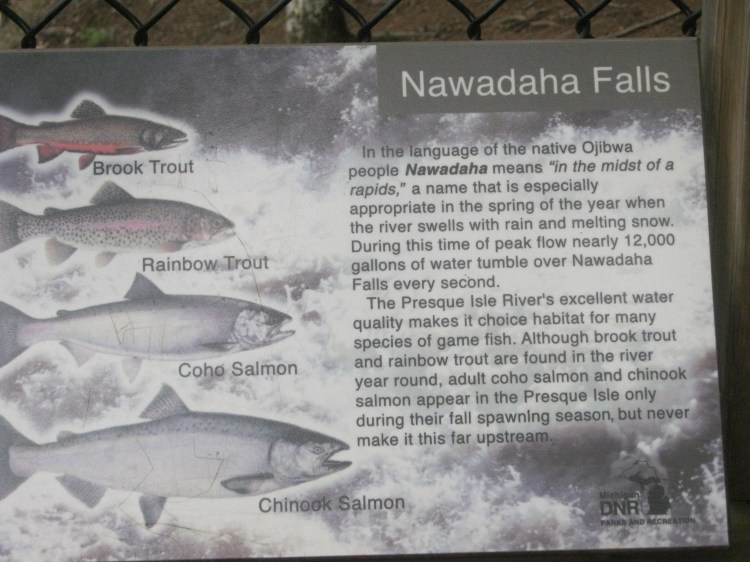 Nawadaha Falls
Brook Trout
Rainbow Trout
Coho Salmon
Chinook Salmon
In the language of the native Ojibwa
people Nawadaha means "in the midst of a
rapids," a name that is especially
appropriate in the spring of the year when
the river swells with rain and melting snow.
During this time of peak flow nearly 12,000
gallons of water tumble over Nawadaha
Falls every second.
The Presque Isle River's excellent water
quality makes it choice habitat for many
species of game fish. Although brook trout
and rainbow trout are found in the river
year round, adult coho salmon and chinook
salmon appear in the Presque Isle only
during their fall spawning season, but never
make it this far upstream.
Michigan
DNR
PARKS AND RECREATION